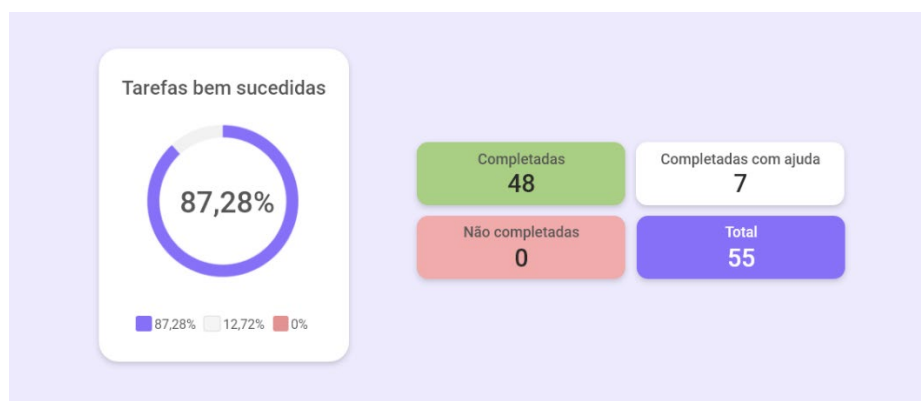 Tarefas bem sucedidas
87,28%
87,28% 12,72% 0%
Completadas
48
Completadas com ajuda
7
Não completadas
0
Total
55